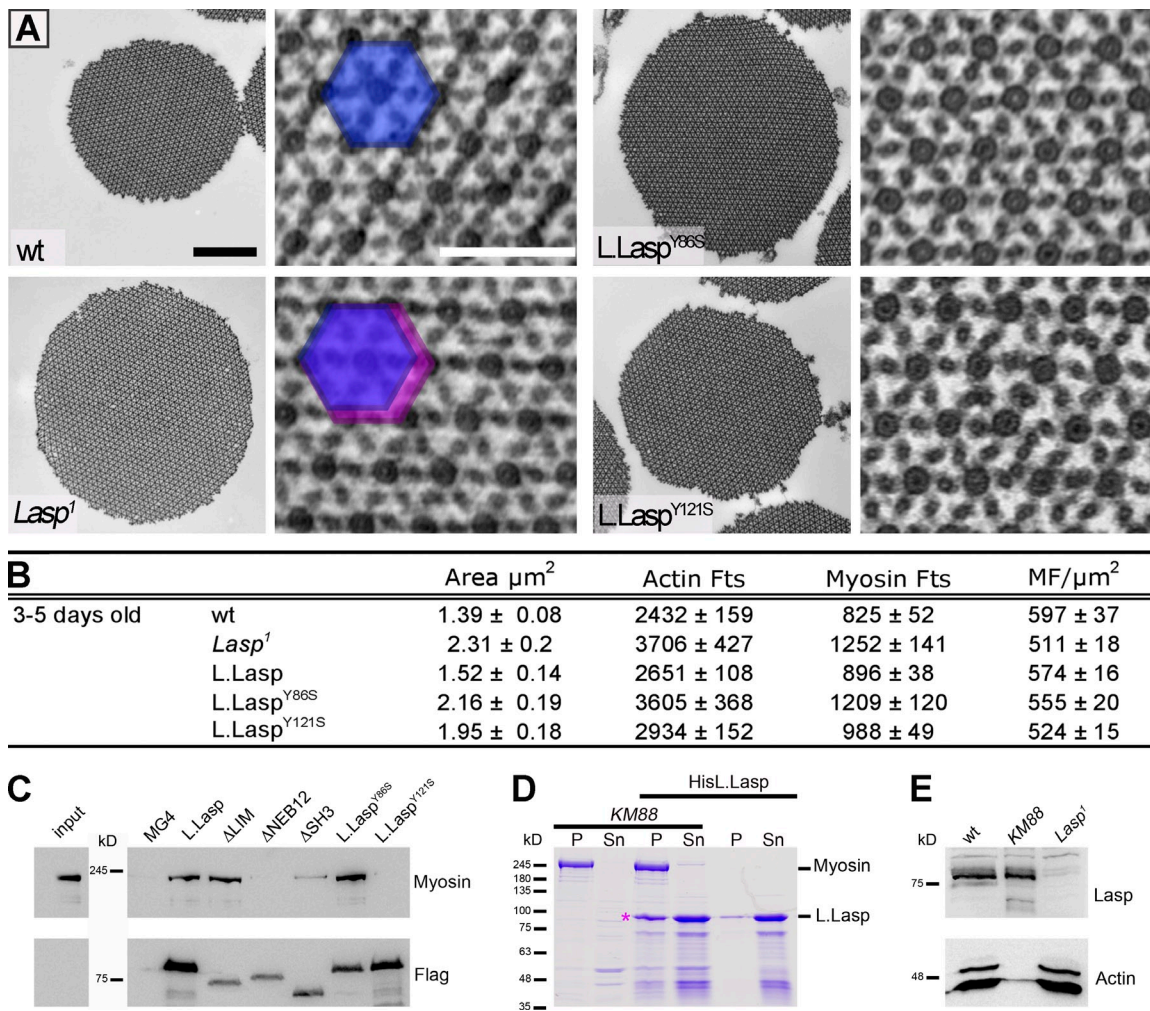 A
wt
L.Lasp^Y86S
Lasp^1
L.Lasp^Y121S
B Area µm² Actin Fts Myosin Fts MF/µm²
3-5 days old wt 1.39 ± 0.08 2432 ± 159 825 ± 52 597 ± 37
Lasp^1 2.31 ± 0.2 3706 ± 427 1252 ± 141 511 ± 18
L.Lasp 1.52 ± 0.14 2651 ± 108 896 ± 38 574 ± 16
L.Lasp^Y86S 2.16 ± 0.19 3605 ± 368 1209 ± 120 555 ± 20
L.Lasp^Y121S 1.95 ± 0.18 2934 ± 152 988 ± 49 524 ± 15
C
input MG4 L.Lasp ΔLIM ΔNEB12 ΔSH3 L.Lasp^Y86S L.Lasp^Y121S
kD
245 Myosin
75 Flag
D
HisL.Lasp
KM88
kD P Sn P Sn P Sn
245 Myosin
180
135
100 * L.Lasp
75
63
48
35
E
wt KM88 Lasp^1
kD
75 Lasp
48 Actin